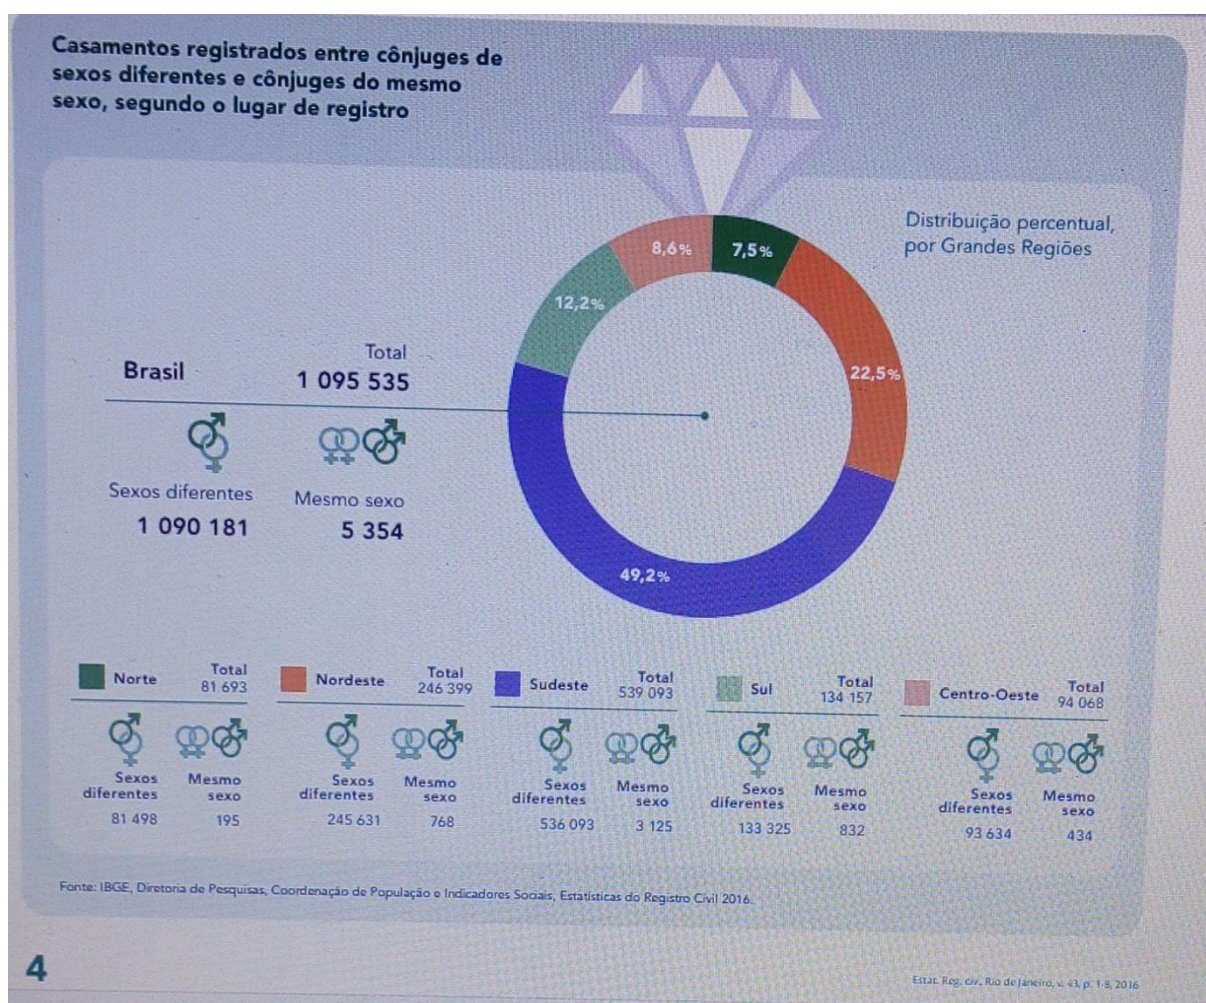 Casamentos registrados entre cônjuges de
sexos diferentes e cônjuges do mesmo
sexo, segundo o lugar de registro
Distribuição percentual,
por Grandes Regiões
8,6%
7,5%
12,2%
22,5%
49,2%
Brasil
Total
1 095 535
Sexos diferentes
1 090 181
Mesmo sexo
5 354
Norte
Total
81 693
Sexos
diferentes
81 498
Mesmo
sexo
195
Nordeste
Total
246 399
Sexos
diferentes
245 631
Mesmo
sexo
768
Sudeste
Total
539 093
Sexos
diferentes
536 093
Mesmo
sexo
3 125
Sul
Total
134 157
Sexos
diferentes
133 325
Mesmo
sexo
832
Centro-Oeste
Total
94 068
Sexos
diferentes
93 634
Mesmo
sexo
434
Fonte: IBGE, Diretoria de Pesquisas, Coordenação de População e Indicadores Sociais, Estatísticas do Registro Civil 2016.
4
Estat. Reg. civ., Rio de Janeiro, v. 43, p. 1-8, 2016